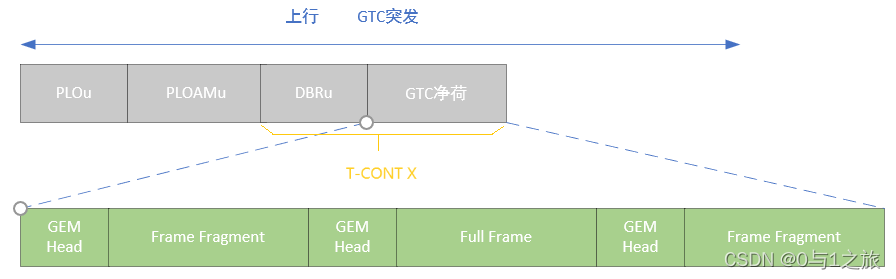 上行 GTC突发
PLOu
PLOAMu
DBRu
GTC净荷
T-CONT X
GEM
Head
Frame Fragment
GEM
Head
Full Frame
GEM
Head
Frame Fragment
CSDN @0与1之旅